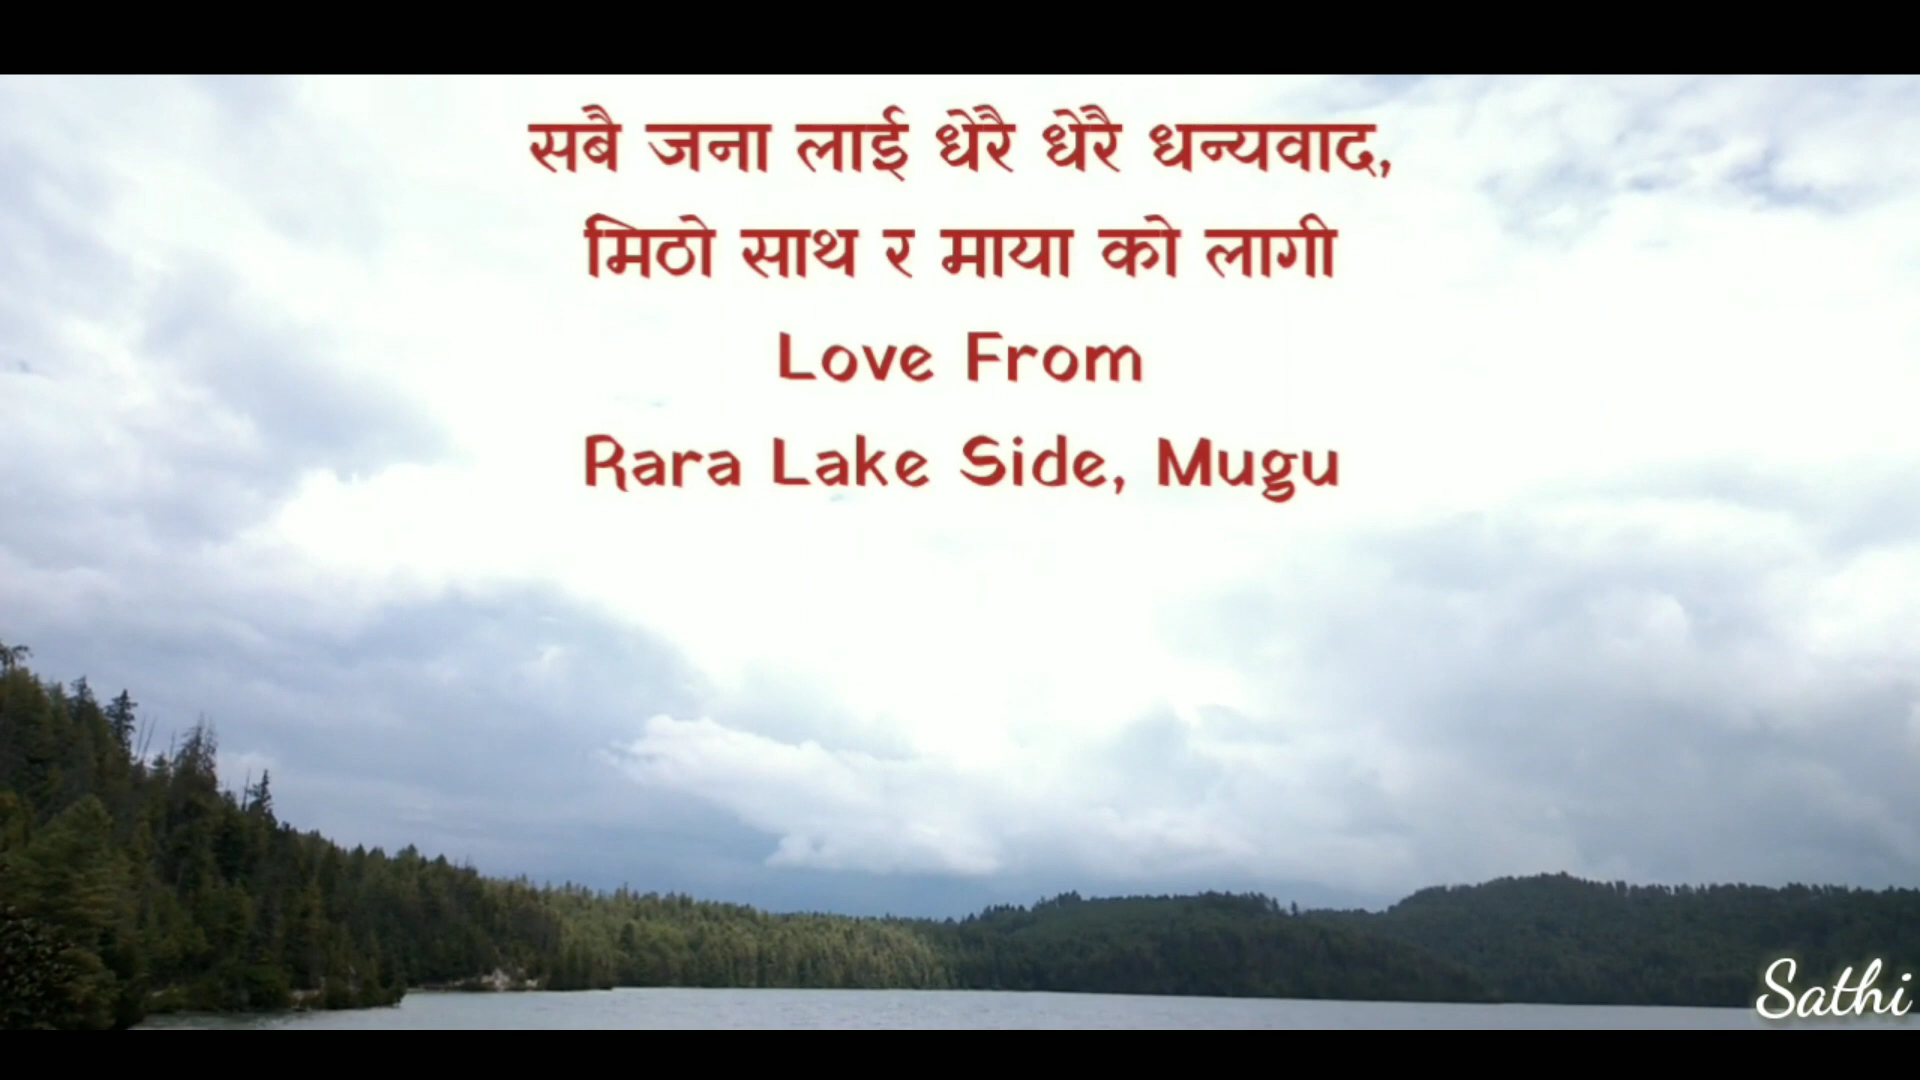 सबै जना लाई धेरै धेरै धन्यवाद,
मिठो साथ र माया को लागी
Love From
Rara Lake Side, Mugu
Sathi